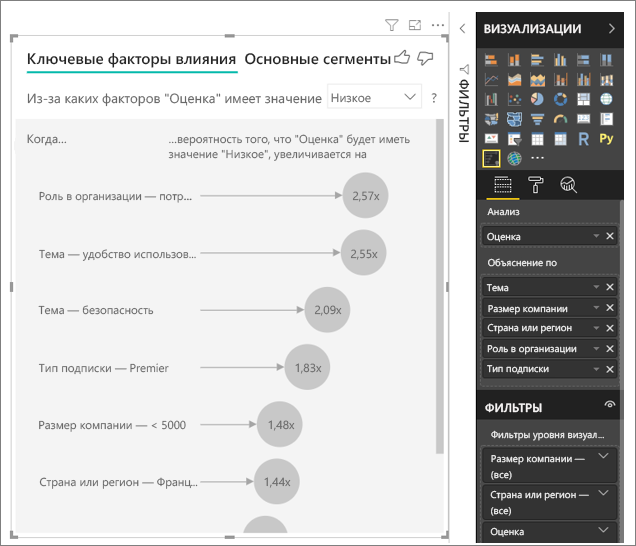 Ключевые факторы влияния Основные сегменты
Из-за каких факторов "Оценка" имеет значение Низкое ?
Когда...
...вероятность того, что "Оценка" будет иметь
значение "Низкое", увеличивается на
Роль в организации — потр... 2,57x
Тема — удобство использов... 2,55x
Тема — безопасность 2,09x
Тип подписки — Premier 1,83x
Размер компании — < 5000 1,48x
Страна или регион — Франц... 1,44x
ФИЛЬТРЫ
ВИЗУАЛИЗАЦИИ
R Py
Анализ
Оценка
Объяснение по
Тема
Размер компании
Страна или регион
Роль в организации
Тип подписки
ФИЛЬТРЫ
Фильтры уровня визуал...
Размер компании —
(все)
Страна или регион —
(все)
Оценка